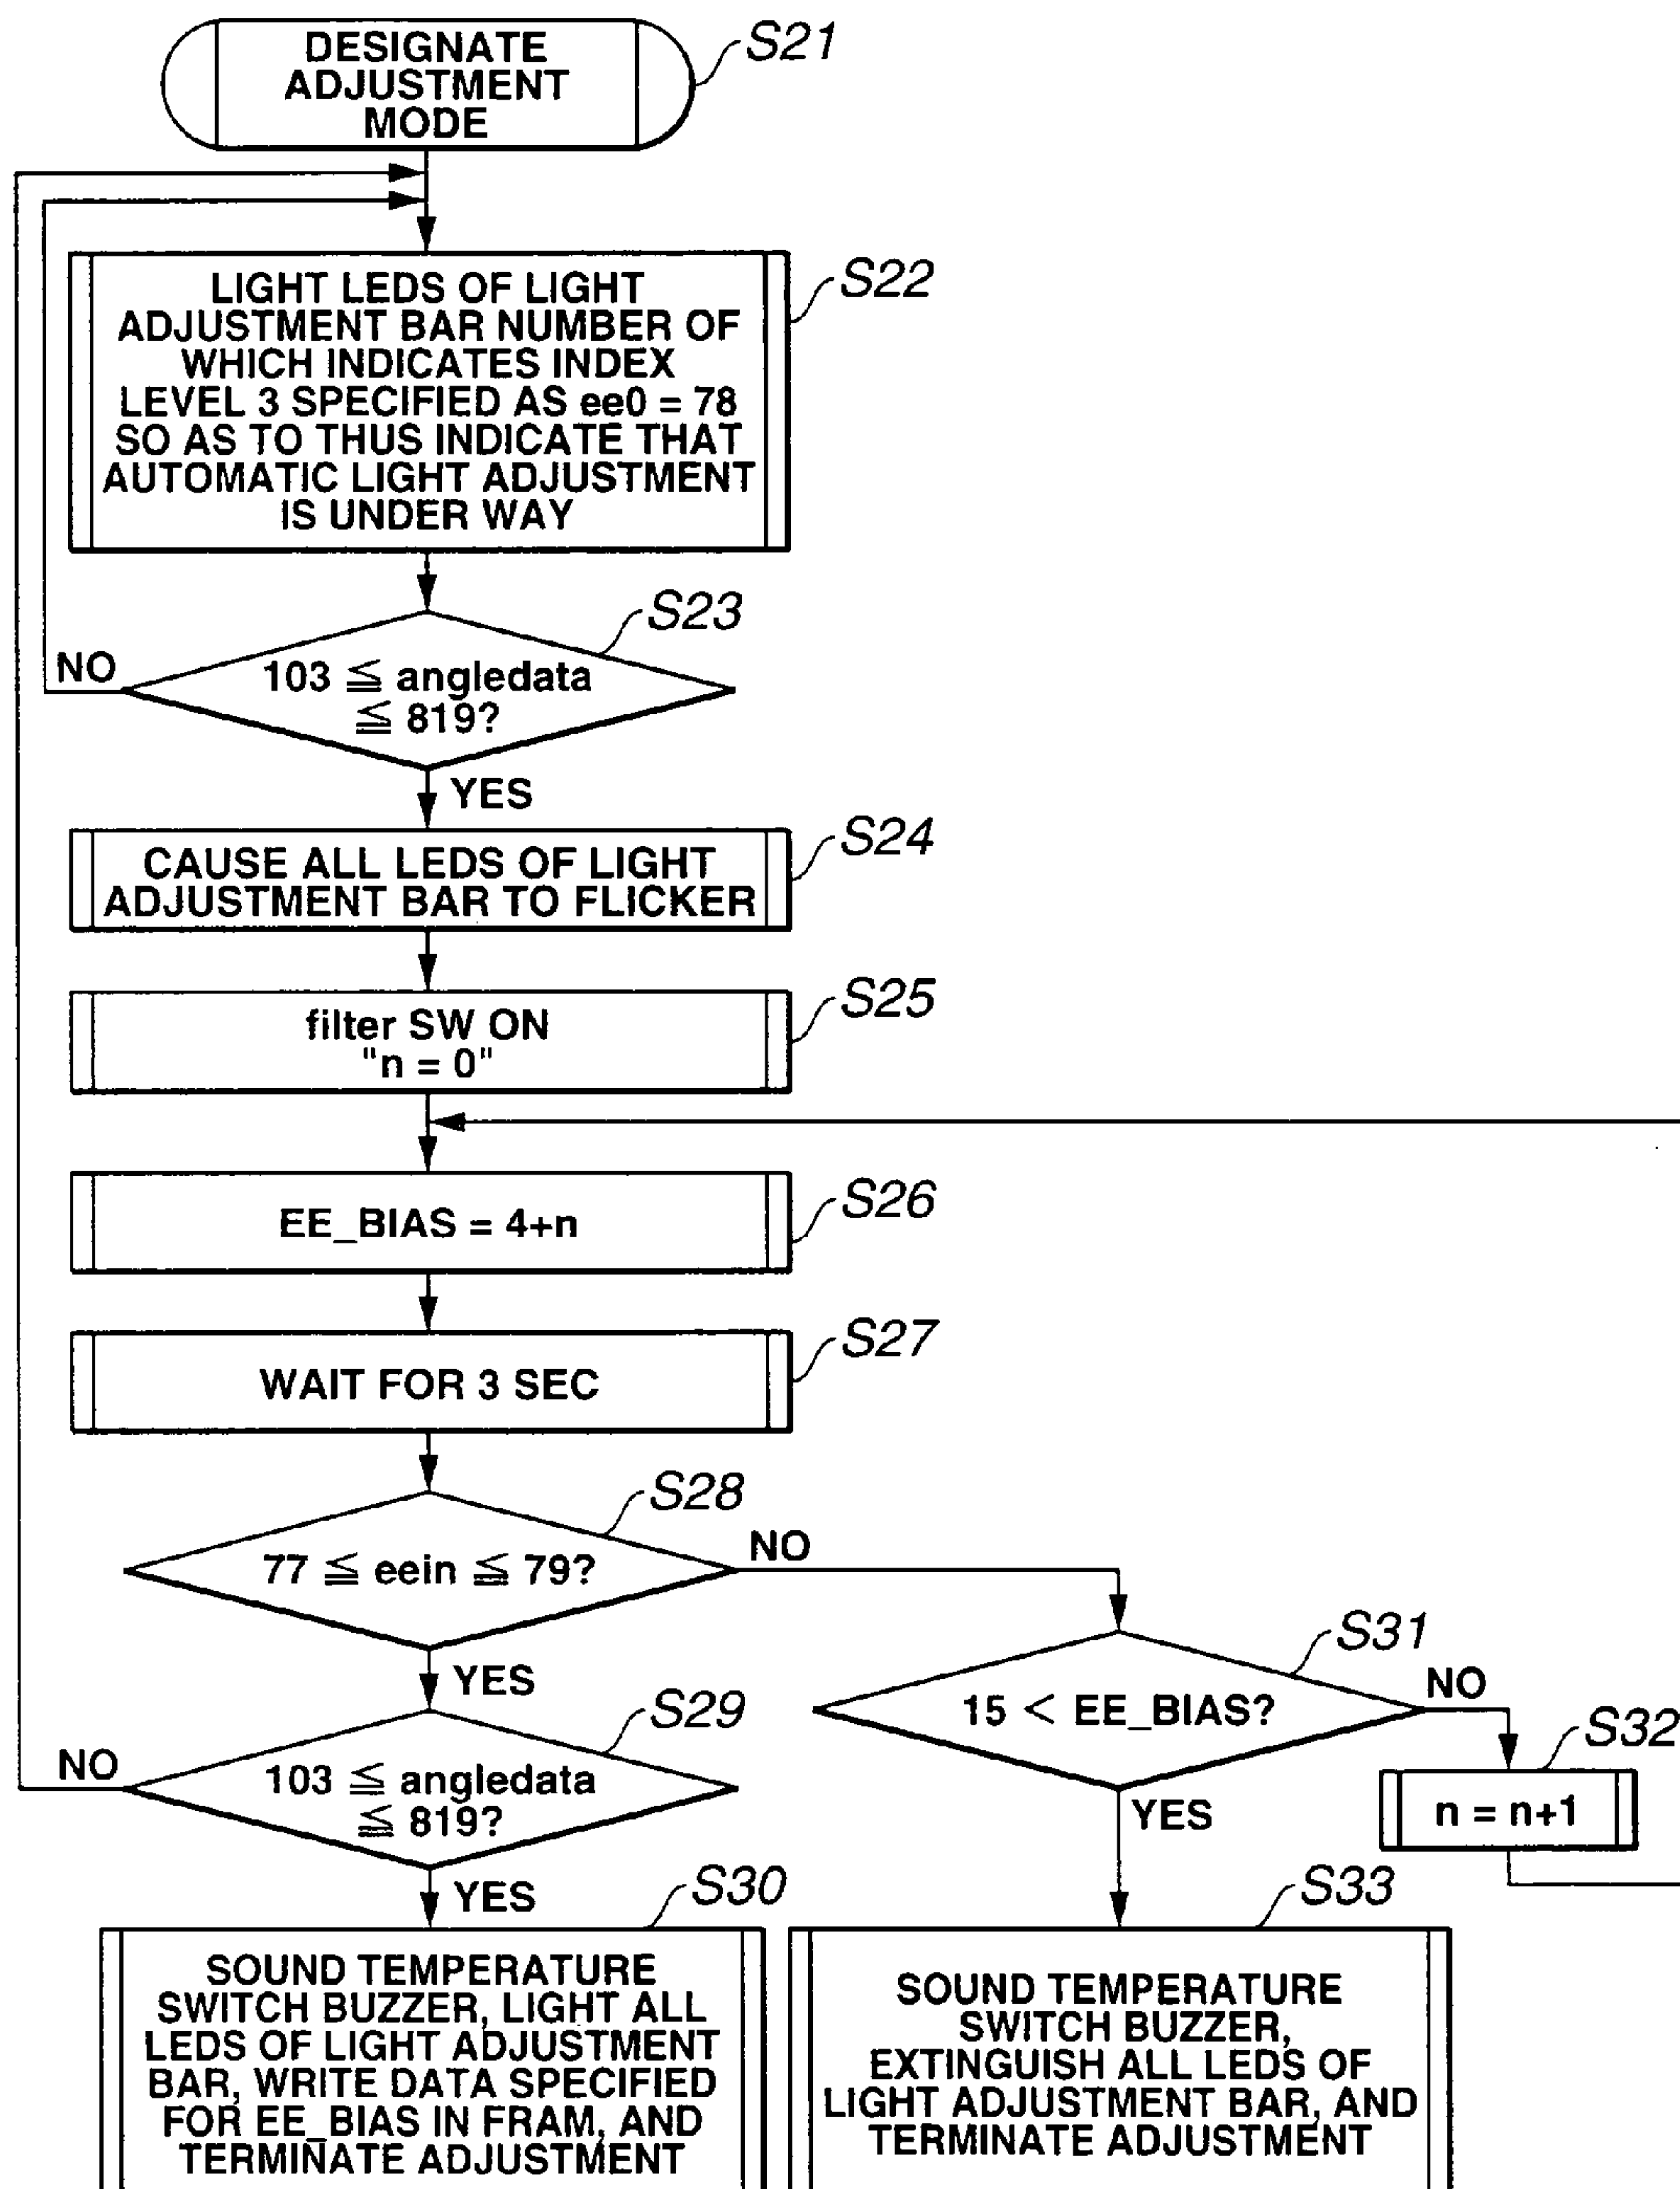 DESIGNATE
ADJUSTMENT
MODE
S21
LIGHT LEDS OF LIGHT
ADJUSTMENT BAR NUMBER OF
WHICH INDICATES INDEX
LEVEL 3 SPECIFIED AS ee0 = 78
SO AS TO THUS INDICATE THAT
AUTOMATIC LIGHT ADJUSTMENT
IS UNDER WAY
S22
S23
NO
103 ≦ angledata
≦ 819?
YES
CAUSE ALL LEDS OF LIGHT
ADJUSTMENT BAR TO FLICKER
S24
filter SW ON
"n = 0"
S25
EE_BIAS = 4+n
S26
WAIT FOR 3 SEC
S27
S28
77 ≦ eein ≦ 79?
NO
YES
S29
NO
103 ≦ angledata
≦ 819?
YES
S31
15 < EE_BIAS?
NO
YES
S32
n = n+1
S30
SOUND TEMPERATURE
SWITCH BUZZER, LIGHT ALL
LEDS OF LIGHT ADJUSTMENT
BAR, WRITE DATA SPECIFIED
FOR EE_BIAS IN FRAM, AND
TERMINATE ADJUSTMENT
S33
SOUND TEMPERATURE
SWITCH BUZZER,
EXTINGUISH ALL LEDS OF
LIGHT ADJUSTMENT BAR, AND
TERMINATE ADJUSTMENT